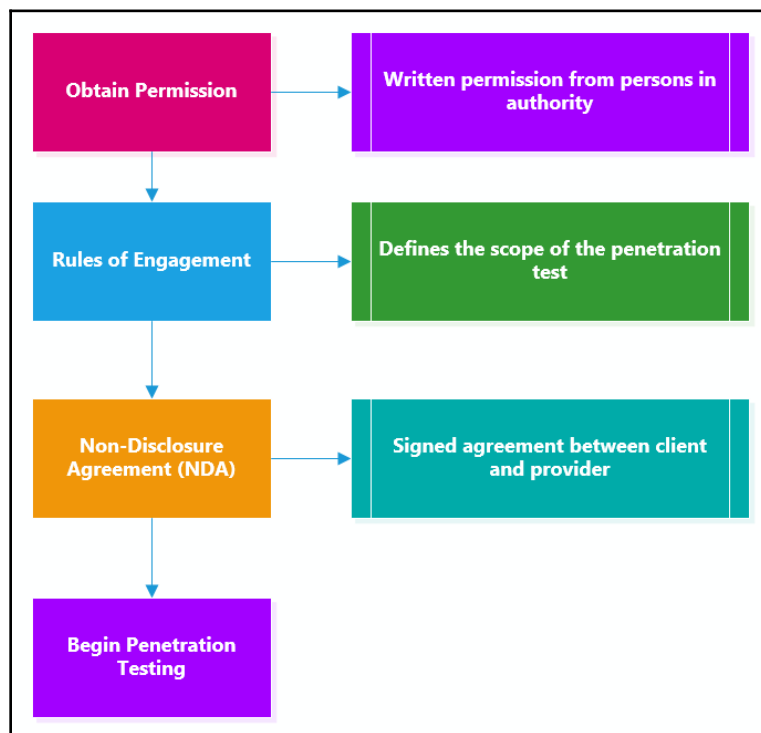 Obtain Permission
Written permission from persons in
authority
Rules of Engagement
Defines the scope of the penetration
test
Non-Disclosure
Agreement (NDA)
Signed agreement between client
and provider
Begin Penetration
Testing